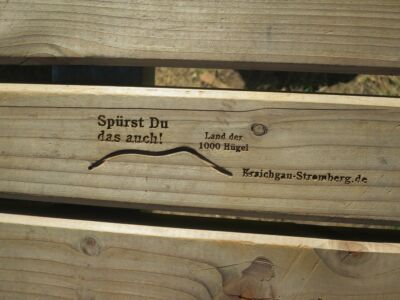 Spürst Du
das auch!
Land der
1000 Hügel
Kraichgau-Stromberg.de